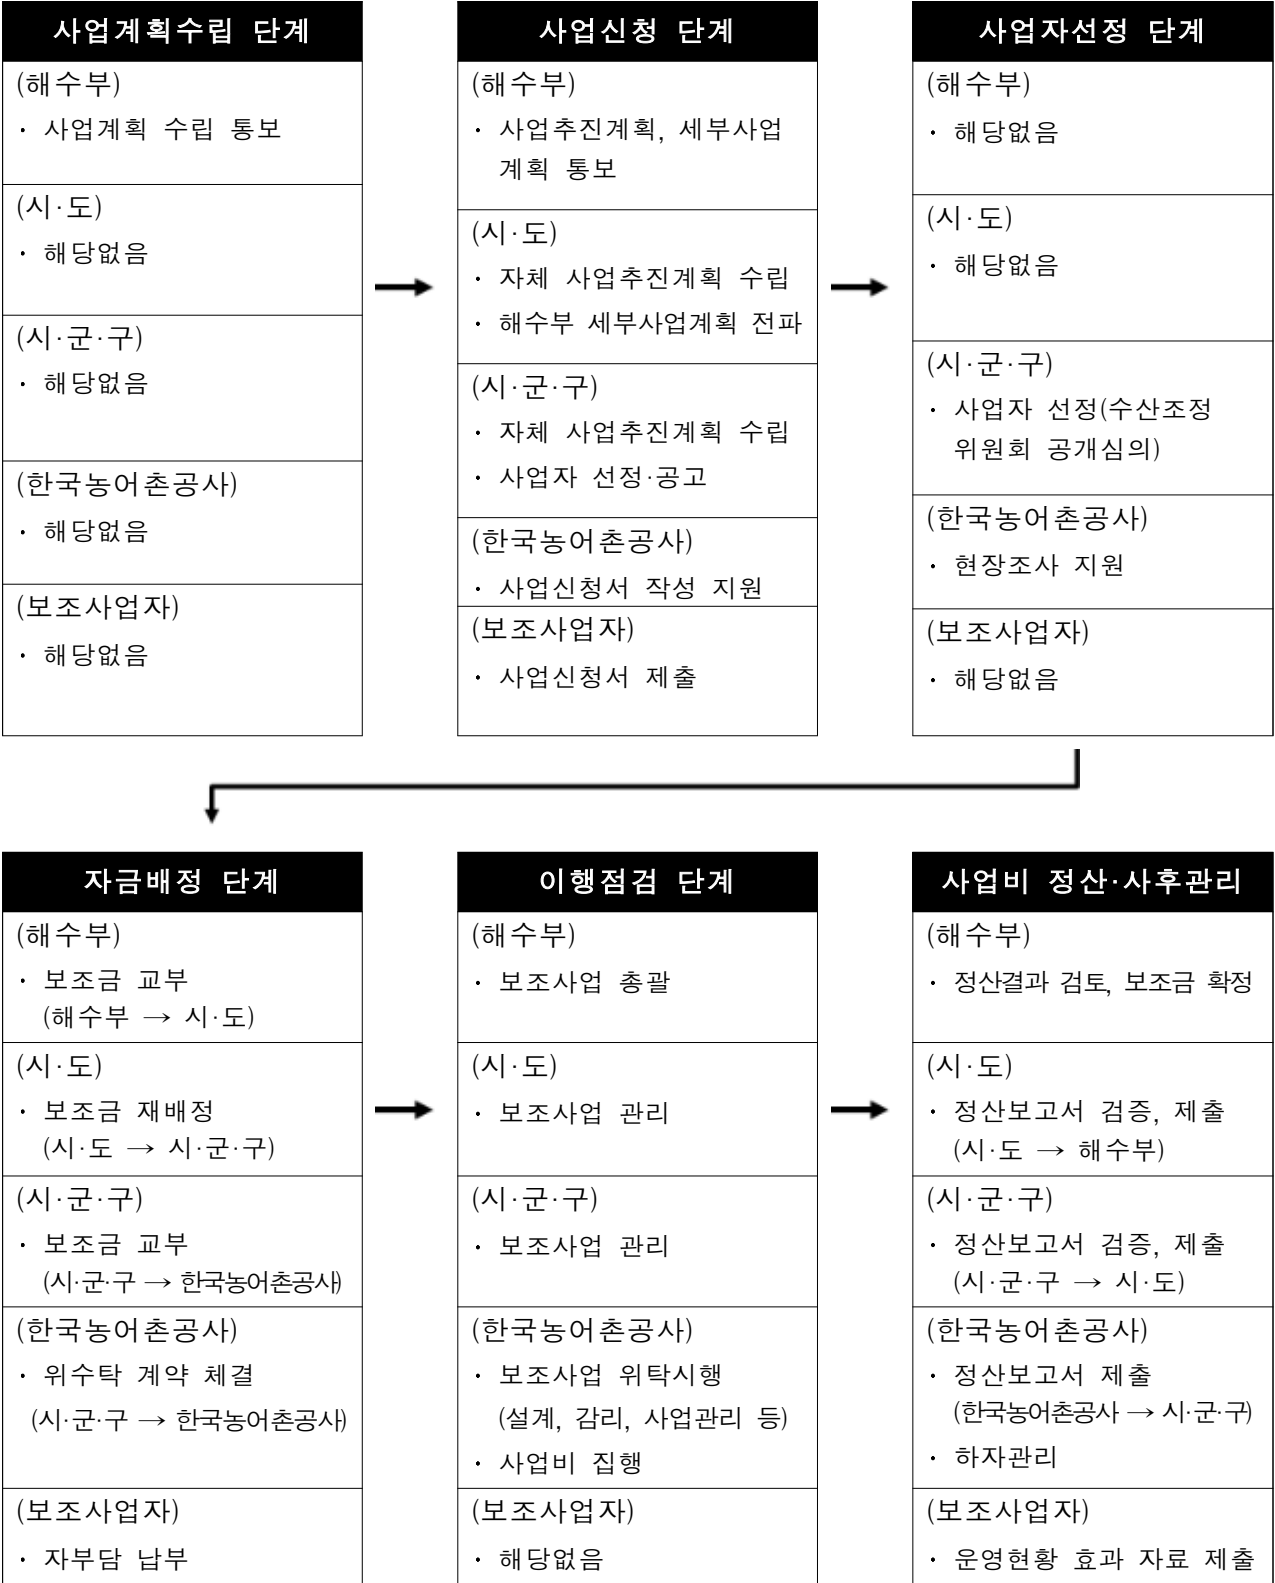 사업계획수립 단계
(해수부)
· 사업계획 수립 통보
(시·도)
· 해당없음
(시·군·구)
· 해당없음
(한국농어촌공사)
· 해당없음
(보조사업자)
· 해당없음
사업신청 단계
(해수부)
· 사업추진계획, 세부사업
계획 통보
(시·도)
· 자체 사업추진계획 수립
· 해수부 세부사업계획 전파
(시·군·구)
· 자체 사업추진계획 수립
· 사업자 선정·공고
(한국농어촌공사)
· 사업신청서 작성 지원
(보조사업자)
· 사업신청서 제출
사업자선정 단계
(해수부)
· 해당없음
(시·도)
· 해당없음
(시·군·구)
· 사업자 선정(수산조정
위원회 공개심의)
(한국농어촌공사)
· 현장조사 지원
(보조사업자)
· 해당없음
자금배정 단계
(해수부)
· 보조금 교부
(해수부 → 시·도)
(시·도)
· 보조금 재배정
(시·도 → 시·군·구)
(시·군·구)
· 보조금 교부
(시·군·구 → 한국농어촌공사)
(한국농어촌공사)
· 위수탁 계약 체결
(시·군·구 → 한국농어촌공사)
(보조사업자)
· 자부담 납부
이행점검 단계
(해수부)
· 보조사업 총괄
(시·도)
· 보조사업 관리
(시·군·구)
· 보조사업 관리
(한국농어촌공사)
· 보조사업 위탁시행
(설계, 감리, 사업관리 등)
· 사업비 집행
(보조사업자)
· 해당없음
사업비 정산·사후관리
(해수부)
· 정산결과 검토, 보조금 확정
(시·도)
· 정산보고서 검증, 제출
(시·도 → 해수부)
(시·군·구)
· 정산보고서 검증, 제출
(시·군·구 → 시·도)
(한국농어촌공사)
· 정산보고서 제출
(한국농어촌공사 → 시·군·구)
· 하자관리
(보조사업자)
· 운영현황 효과 자료 제출